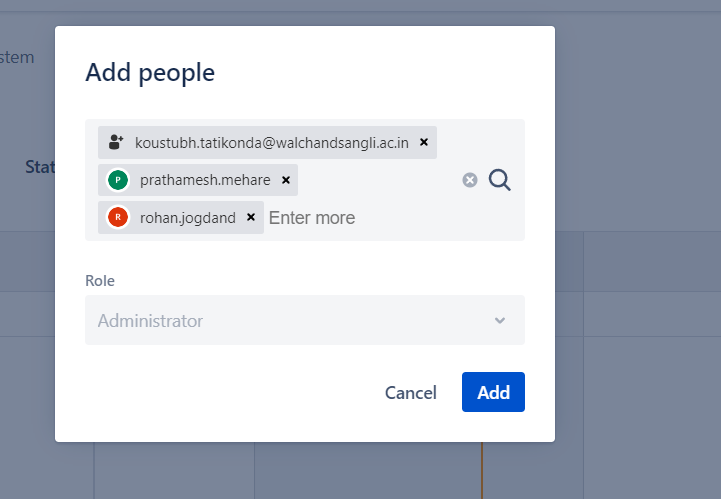 stem
Add people
koustubh.tatikonda@walchandsangli.ac.in
Stat
P prathamesh.mehare
R rohan.jogdand Enter more
Role
Administrator
Cancel Add